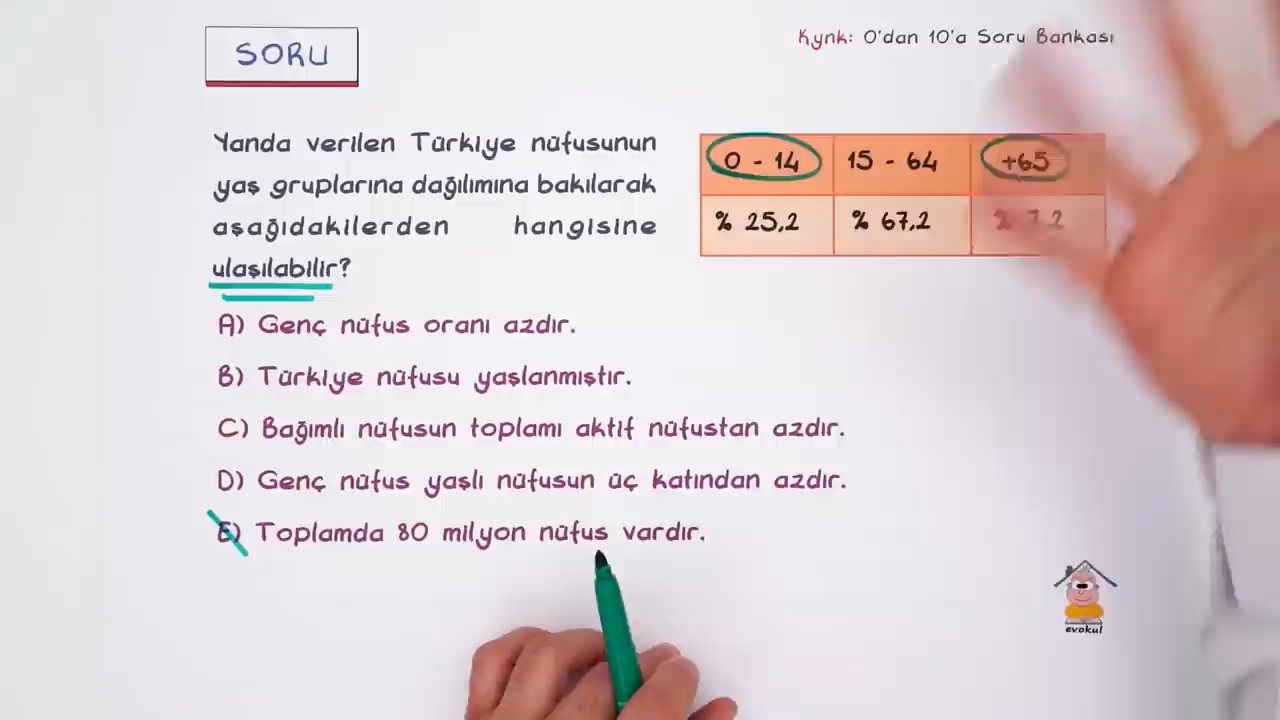 SORU
Kynk: 0'dan 10'a Soru Bankası
Yanda verilen Türkiye nüfusunun
yaş gruplarına dağılımına bakılarak
aşağıdakilerden hangisine
ulaşılabilir?
0 - 14 15 - 64 +65
% 25,2 % 67,2 % 7,2
A) Genç nüfus oranı azdır.
B) Türkiye nüfusu yaşlanmıştır.
C) Bağımlı nüfusun toplamı aktif nüfustan azdır.
D) Genç nüfus yaşlı nüfusun üç katından azdır.
E) Toplamda 80 milyon nüfus vardır.
evokul